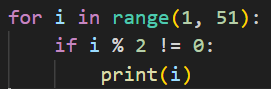 for i in range(1, 51):
    if i % 2 != 0:
        print(i)